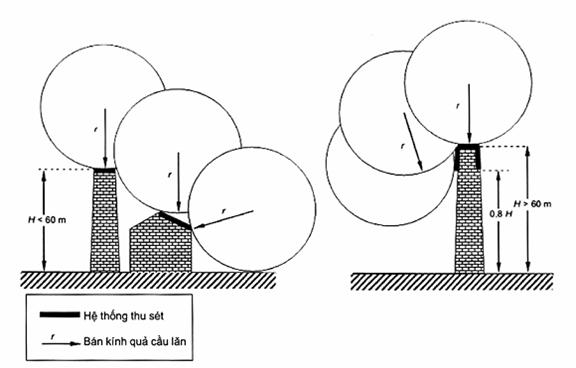 r
r
r
H < 60 m
r
r
0.8 H
H > 60 m
Hệ thống thu sét
r
Bán kính quả cầu lăn